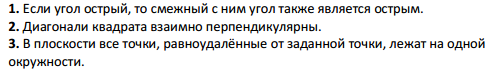 1. Если угол острый, то смежный с ним угол также является острым.
2. Диагонали квадрата взаимно перпендикулярны.
3. В плоскости все точки, равноудалённые от заданной точки, лежат на одной
окружности.